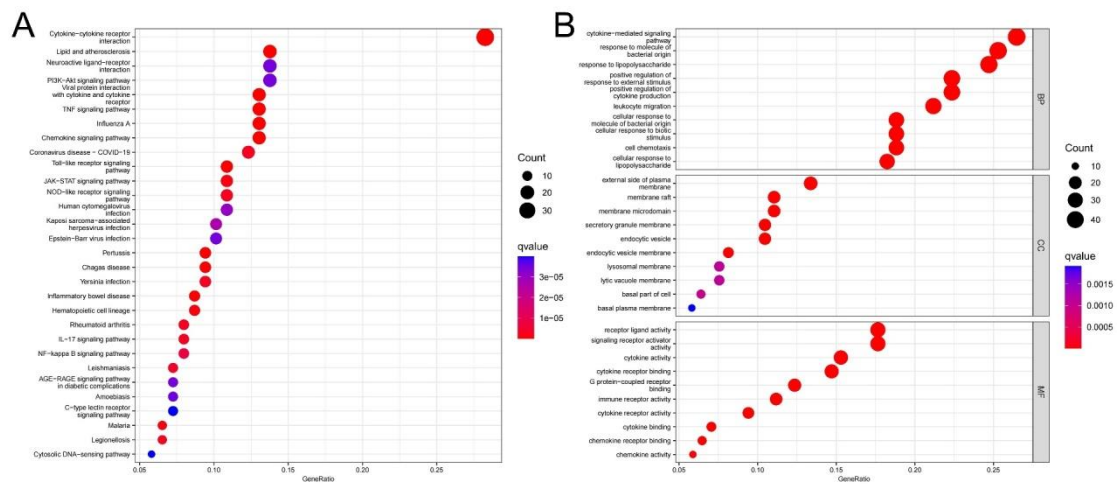 A
Cytokine-cytokine receptor
interaction
Lipid and atherosclerosis
Neuroactive ligand-receptor
interaction
PI3K-Akt signaling pathway
Viral protein interaction
with cytokine and cytokine
receptor
TNF signaling pathway
Influenza A
Chemokine signaling pathway
Coronavirus disease - COVID-19
Toll-like receptor signaling
pathway
JAK-STAT signaling pathway
NOD-like receptor signaling
pathway
Human cytomegalovirus
infection
Kaposi sarcoma-associated
herpesvirus infection
Epstein-Barr virus infection
Pertussis
Chagas disease
Yersinia infection
Inflammatory bowel disease
Hematopoietic cell lineage
Rheumatoid arthritis
IL-17 signaling pathway
NF-kappa B signaling pathway
Leishmaniasis
AGE-RAGE signaling pathway
in diabetic complications
Amoebiasis
C-type lectin receptor
signaling pathway
Malaria
Legionellosis
Cytosolic DNA-sensing pathway
0.05 0.10 0.15 0.20 0.25
GeneRatio
Count
10
20
30
qvalue
3e-05
2e-05
1e-05
B
cytokine-mediated signaling
pathway
response to molecule of
bacterial origin
response to lipopolysaccharide
positive regulation of
response to external stimulus
positive regulation of
cytokine production
leukocyte migration
cellular response to
molecule of bacterial origin
cellular response to biotic
stimulus
cell chemotaxis
cellular response to
lipopolysaccharide
BP
external side of plasma
membrane
membrane raft
membrane microdomain
secretory granule membrane
endocytic vesicle
endocytic vesicle membrane
lysosomal membrane
lytic vacuole membrane
basal part of cell
basal plasma membrane
CC
receptor ligand activity
signaling receptor activator
activity
cytokine activity
cytokine receptor binding
G protein-coupled receptor
binding
immune receptor activity
cytokine receptor activity
cytokine binding
chemokine receptor binding
chemokine activity
MF
0.05 0.10 0.15 0.20 0.25
GeneRatio
Count
10
20
30
40
qvalue
0.0015
0.0010
0.0005